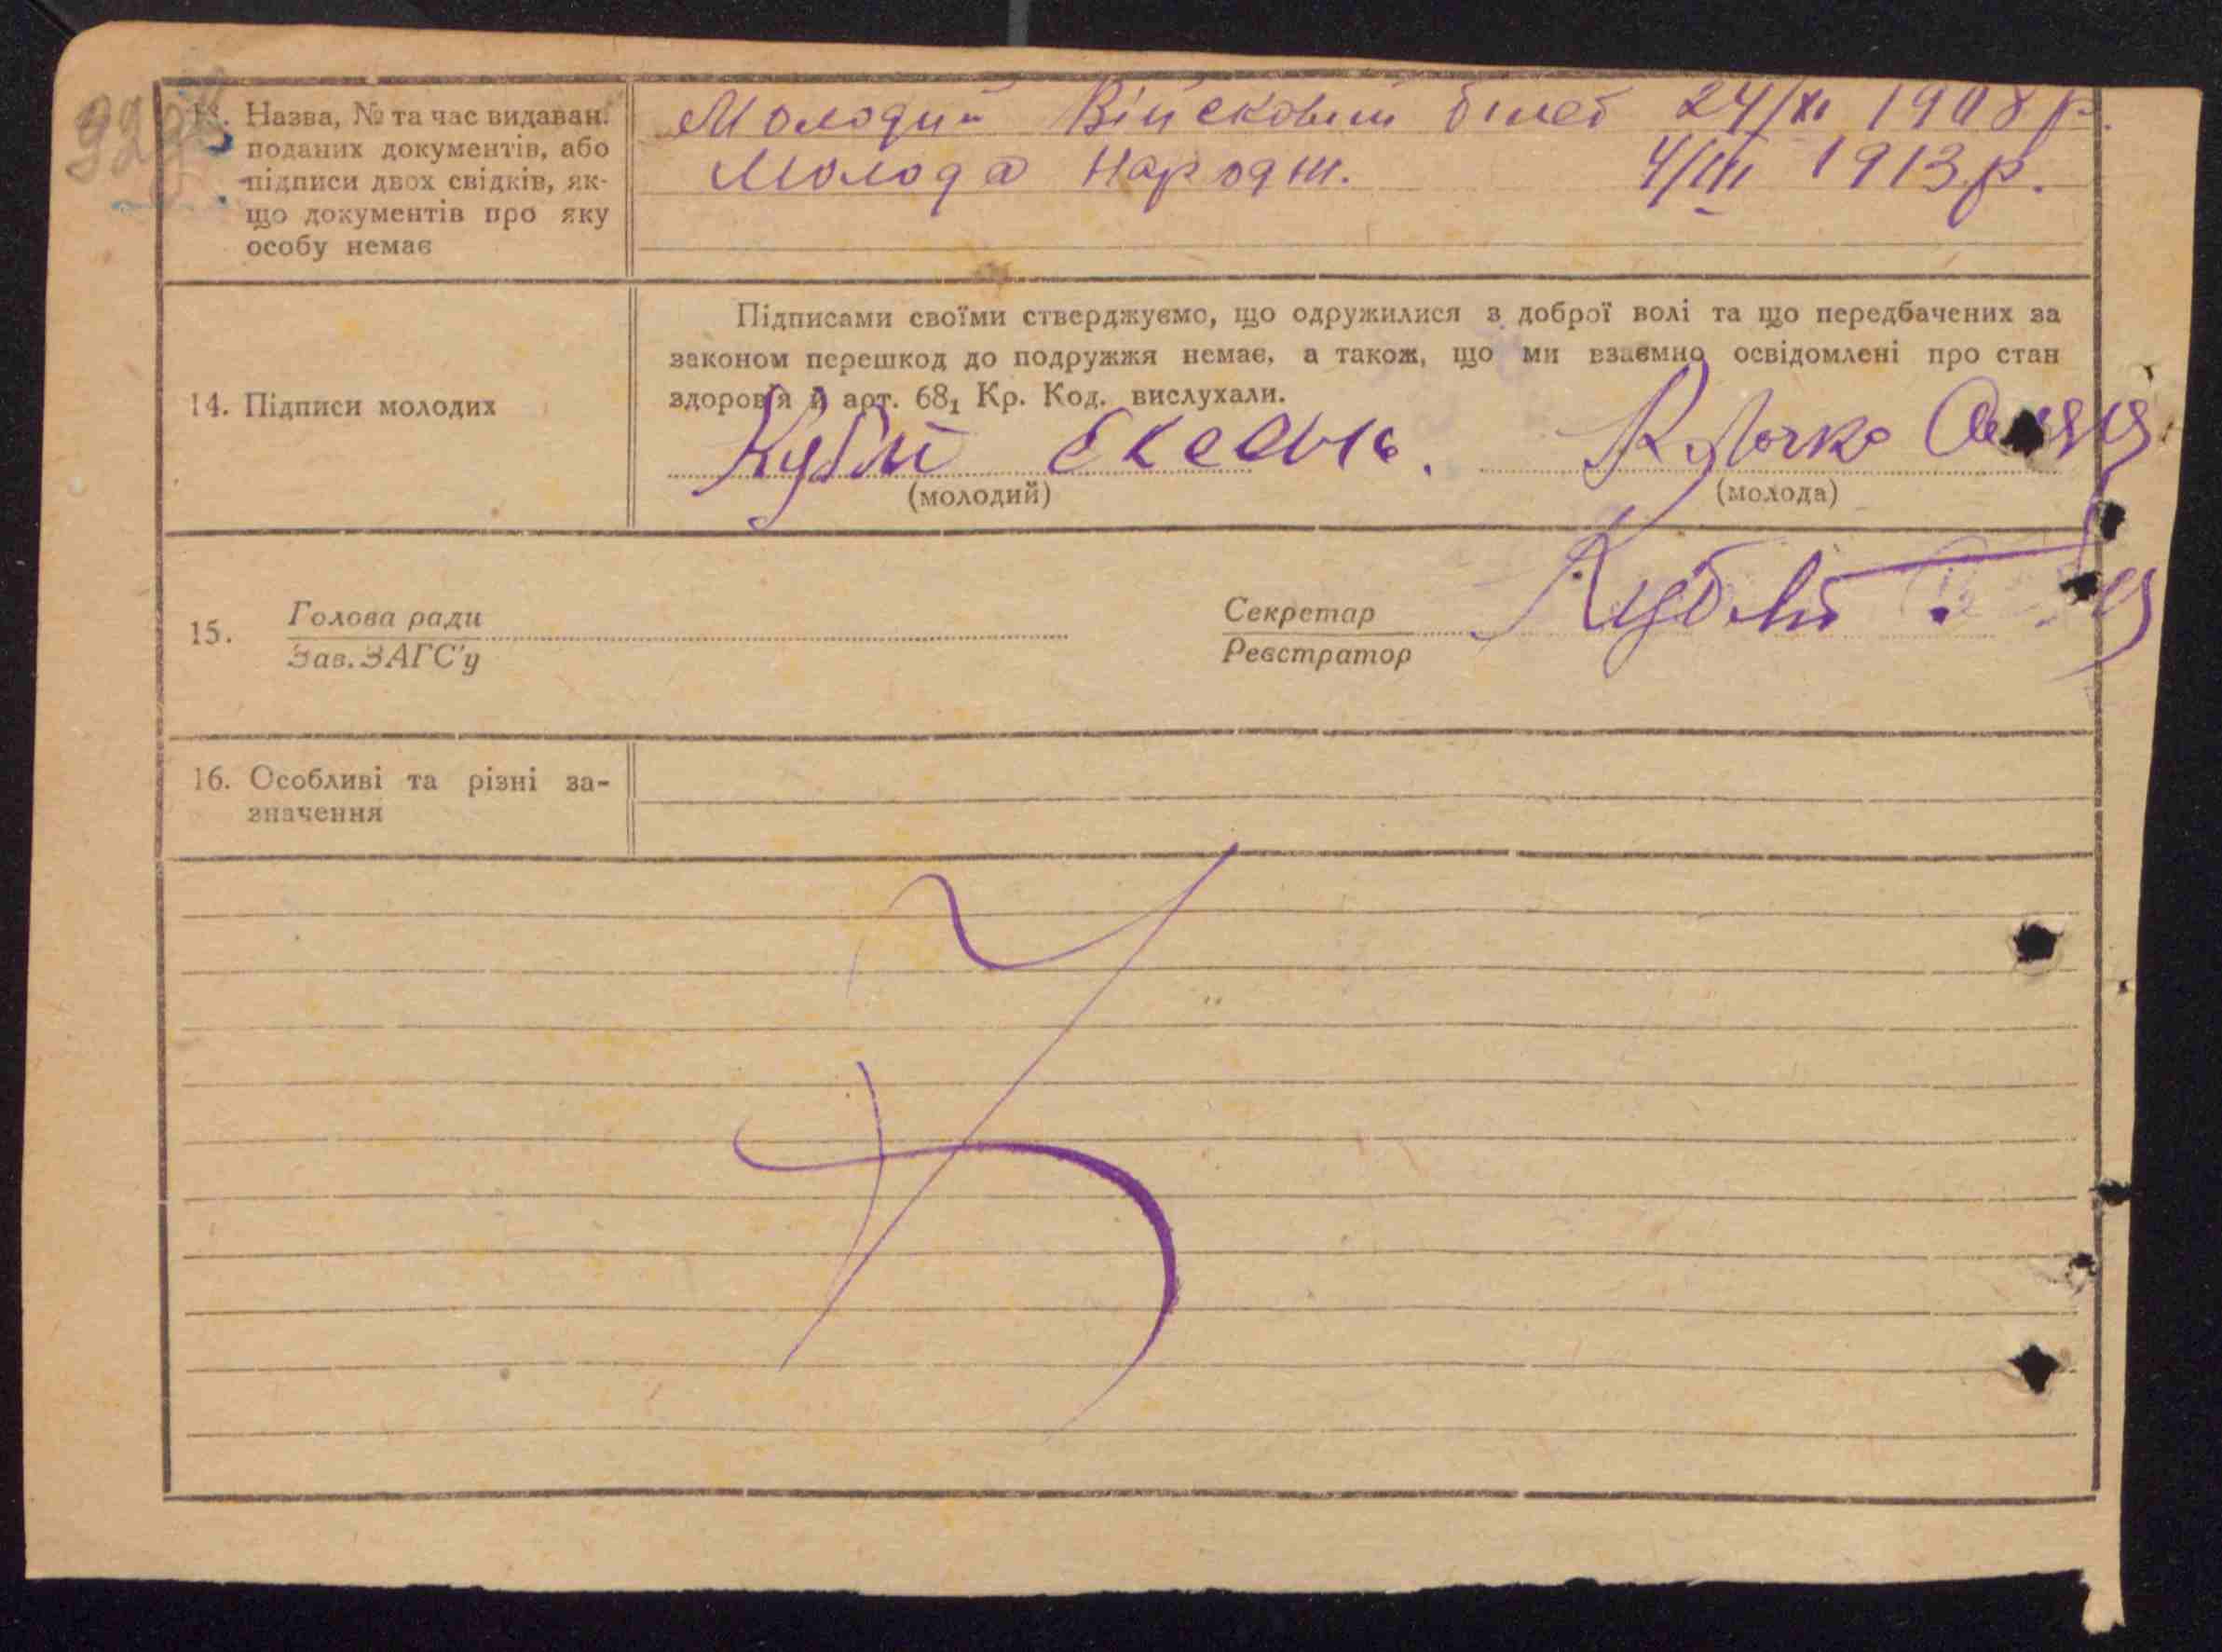 13. Назва, № та час видаван. поданих документів, або підписи двох свідків, як-
що документів про яку
особу немає
Молодий Військовий білет 24/XI 1908 р.
Молода Народж. 4/III 1913 р.
14. Підписи молодих
Підписами своїми стверджуємо, що одружилися з доброї волі та що передбачених за
законом перешкод до подружжя немає, а також, що ми взаємно освідомлені про стан
здоров'я й арт. 68₁ Кр. Код. вислухали.
Кублій
(молодий)
(молода)
15. Голова ради
Зав. ЗАГС'у
Секретар
Реєстратор
Кублій
16. Особливі та різні за-
значення